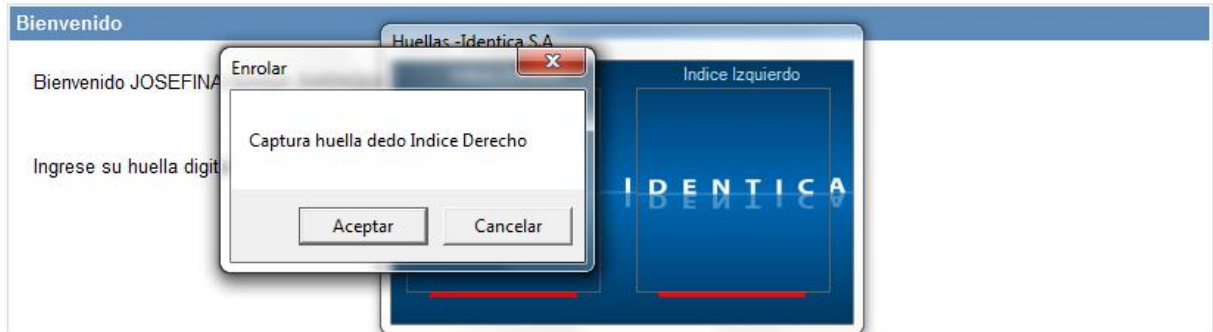 Bienvenido
Huellas -Identica S.A
Enrolar
Indice Izquierdo
Bienvenido JOSEFINA
Captura huella dedo Indice Derecho
Ingrese su huella digit
IDENTICA
Aceptar
Cancelar